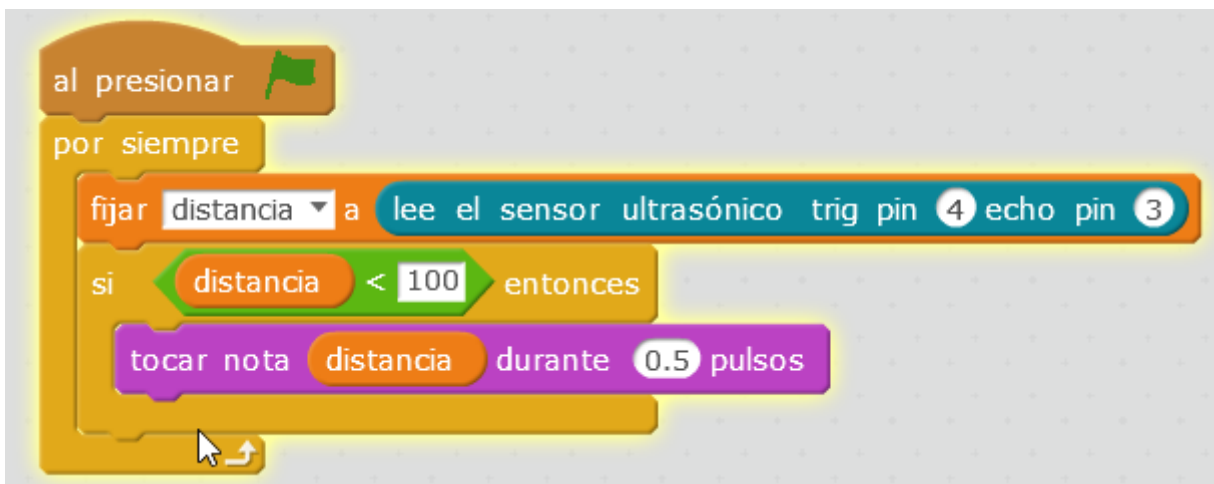 al presionar
por siempre
fijar distancia a lee el sensor ultrasónico trig pin 4 echo pin 3
si distancia < 100 entonces
tocar nota distancia durante 0.5 pulsos